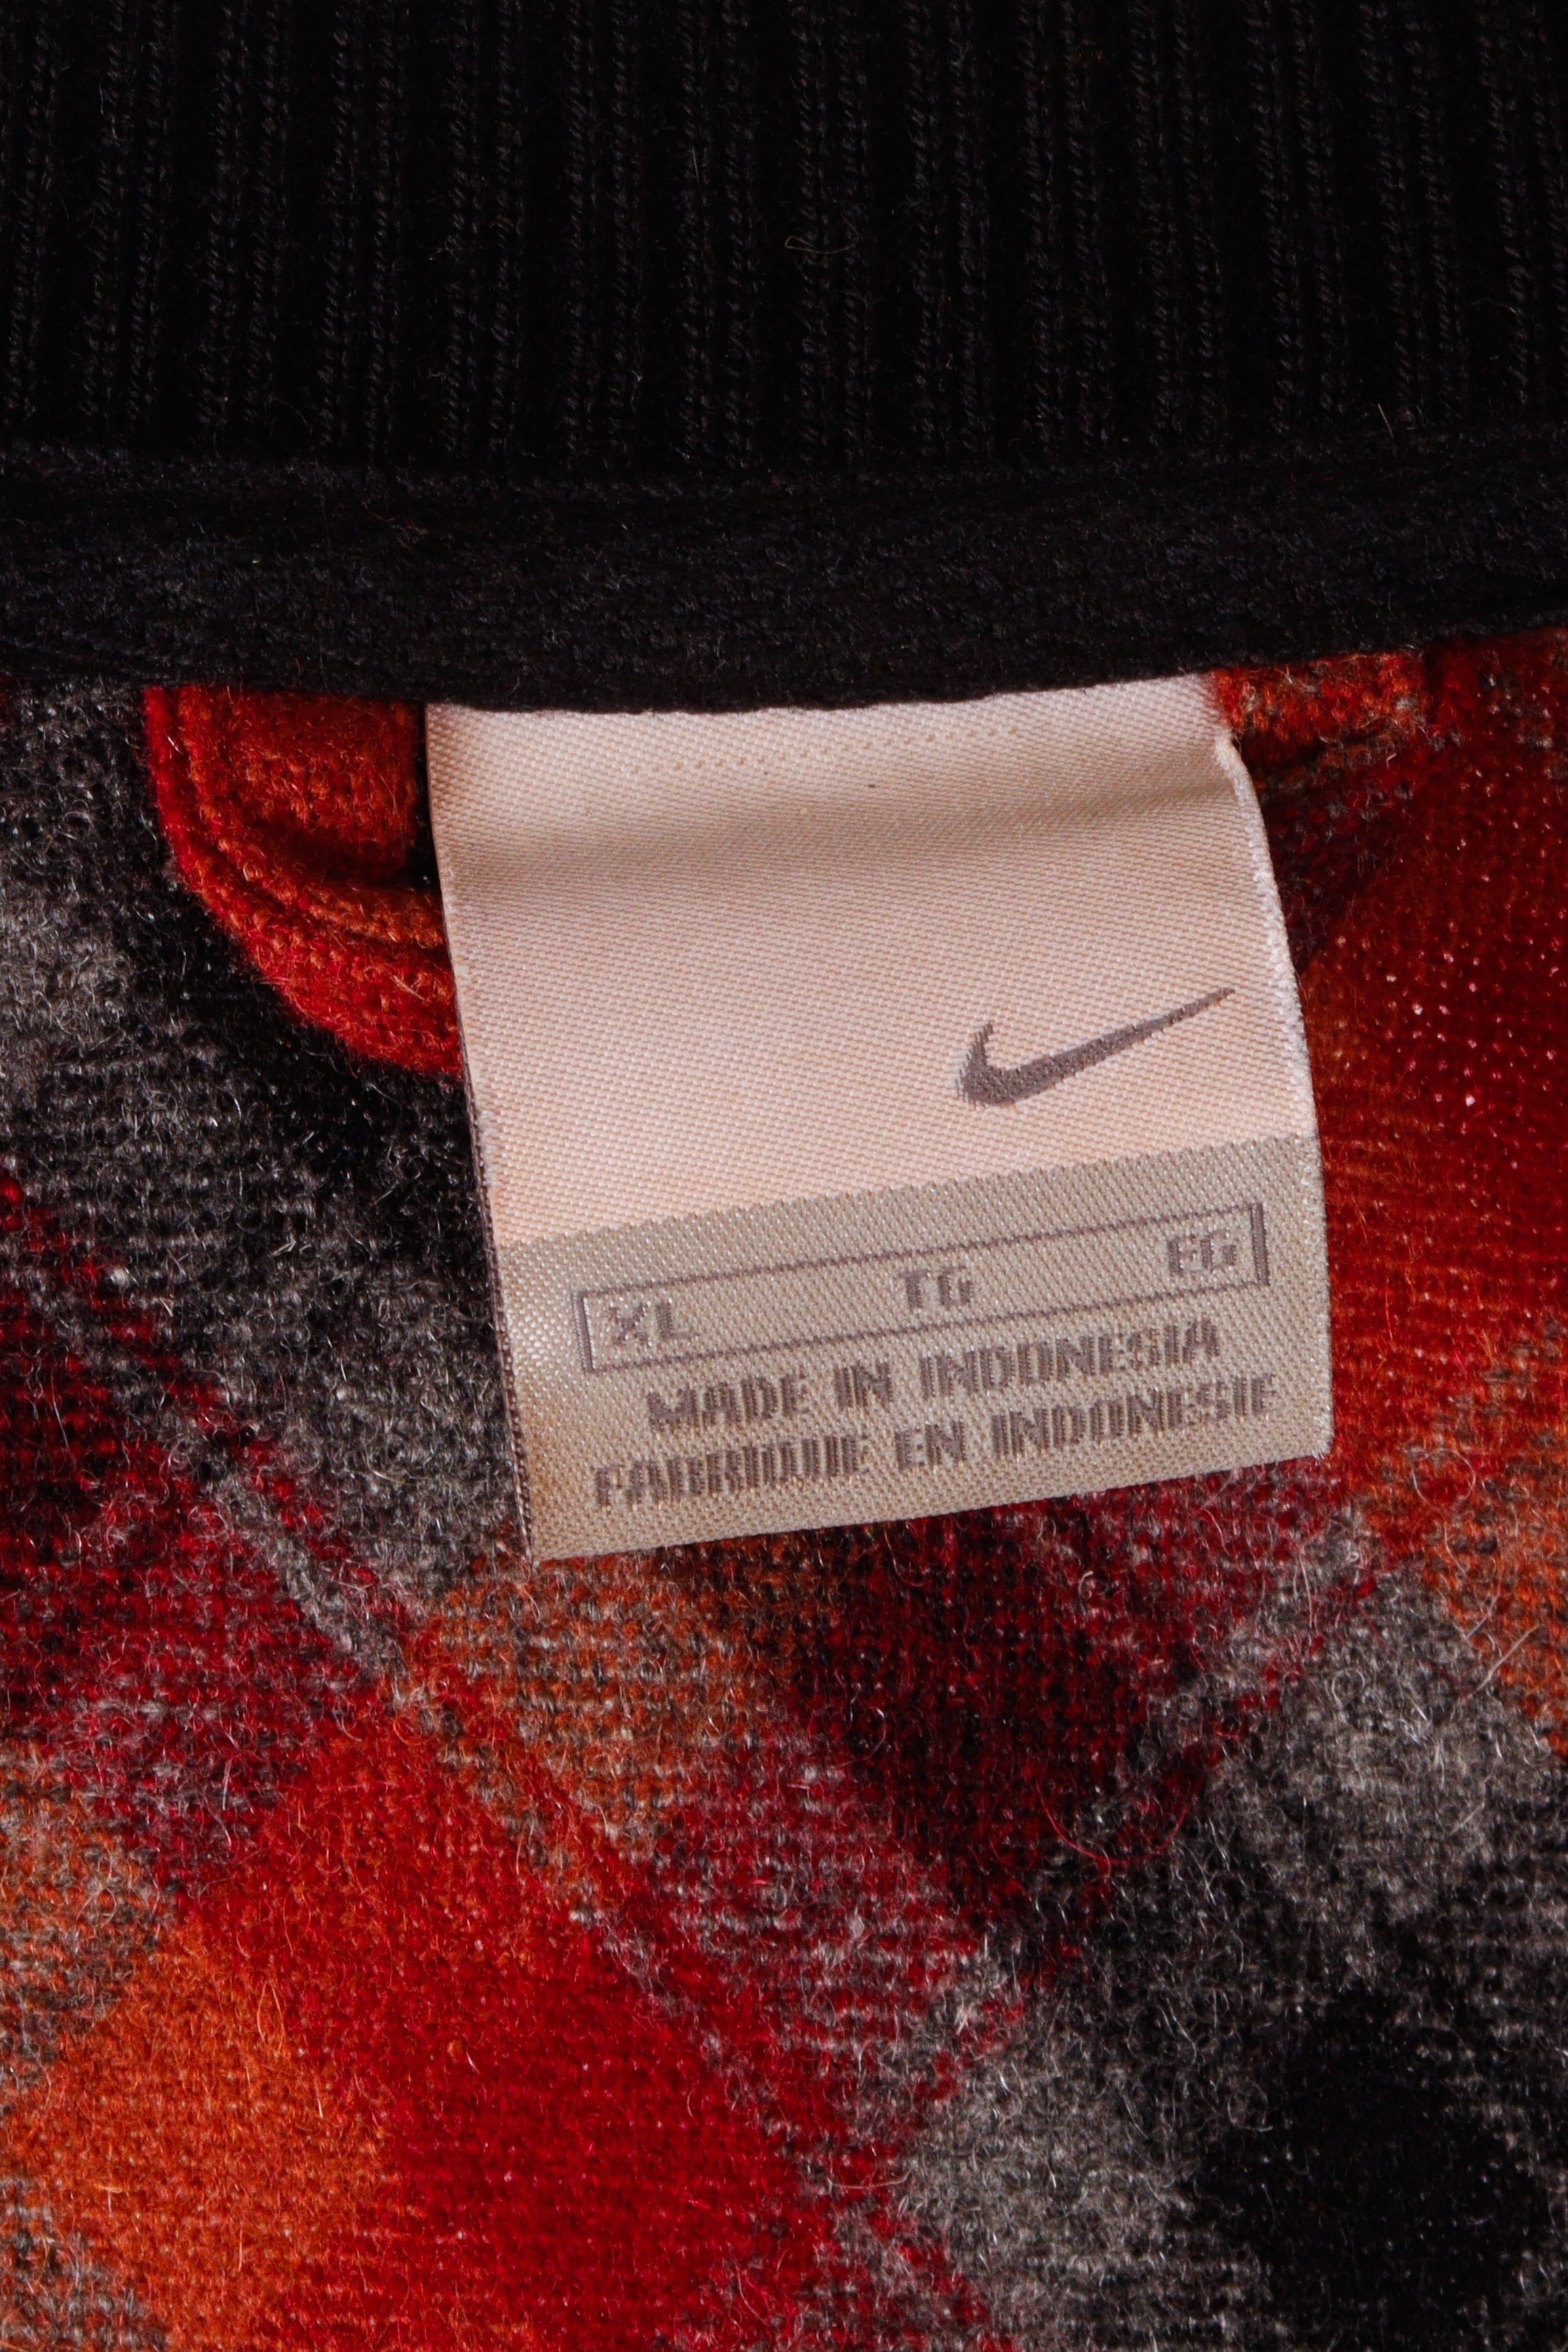 XL TG EG
MADE IN INDONESIA
FABRIQUE EN INDONESIE